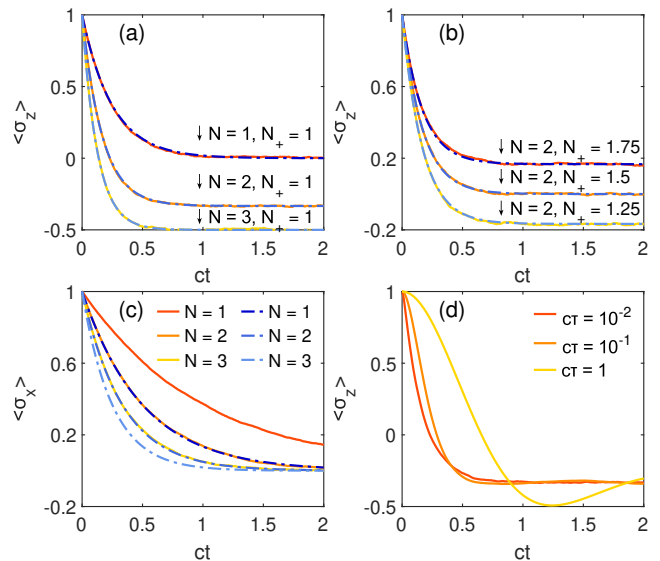 (a)
1
0.5
0
-0.5
<σz>
↓ N = 1, N+ = 1
↓ N = 2, N+ = 1
↓ N = 3, N+ = 1
0 0.5 1 1.5 2
ct
(b)
1
0.6
0.2
-0.2
<σz>
↓ N = 2, N+ = 1.75
↓ N = 2, N+ = 1.5
↓ N = 2, N+ = 1.25
0 0.5 1 1.5 2
ct
(c)
1
0.6
0.2
-0.2
<σx>
N = 1 N = 1
N = 2 N = 2
N = 3 N = 3
0 0.5 1 1.5 2
ct
(d)
1
0.5
0
-0.5
<σz>
cτ = 10-2
cτ = 10-1
cτ = 1
0 0.5 1 1.5 2
ct